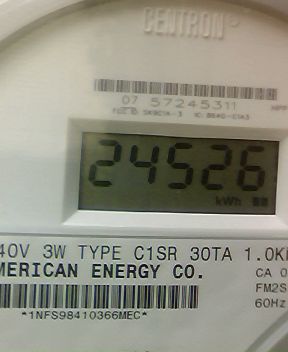 CENTRON
07 57245311
24526
kWh
40V 3W TYPE C1SR 30TA 1.0K
MERICAN ENERGY CO.
CA 0
FM2S
60Hz
*1NFS98410366MEC*